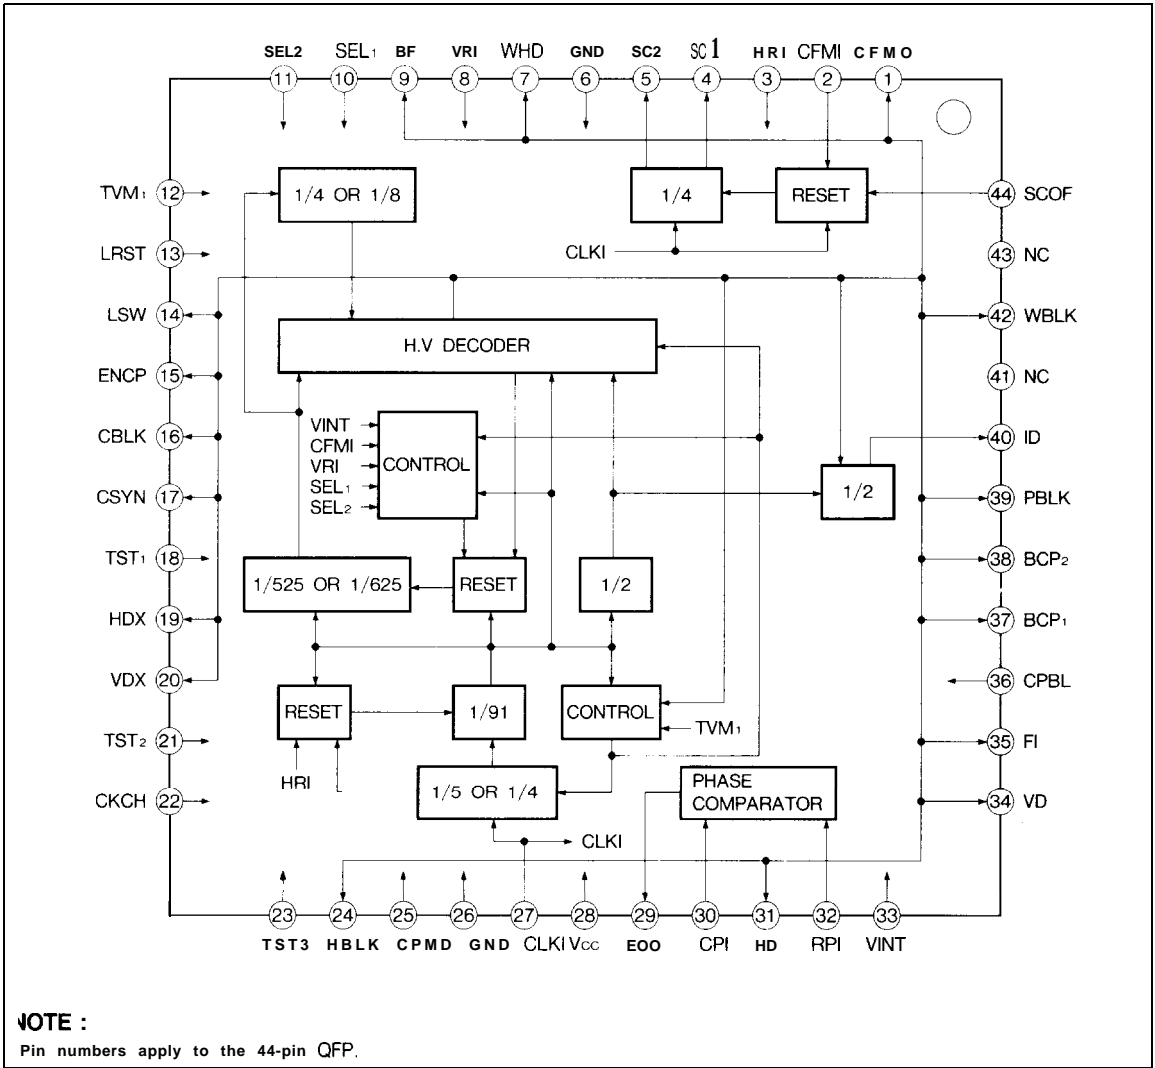 SEL2 SEL1 BF VRI WHD GND SC2 SC1 HRI CFMI CFMO
11 10 9 8 7 6 5 4 3 2 1
TVM1 12
1/4 OR 1/8
1/4
RESET
44 SCOF
LRST 13
CLKI
43 NC
LSW 14
42 WBLK
H.V DECODER
ENCP 15
41 NC
VINT
CFMI
VRI
SEL1
SEL2
CONTROL
CBLK 16
40 ID
1/2
CSYN 17
39 PBLK
TST1 18
38 BCP2
1/525 OR 1/625
RESET
1/2
HDX 19
37 BCP1
VDX 20
36 CPBL
RESET
1/91
CONTROL
TVM1
TST2 21
35 FI
HRI
1/5 OR 1/4
PHASE
COMPARATOR
CKCH 22
34 VD
CLKI
23 24 25 26 27 28 29 30 31 32 33
TST3 HBLK CPMD GND CLKI Vcc EOO CPI HD RPI VINT
NOTE :
Pin numbers apply to the 44-pin QFP.